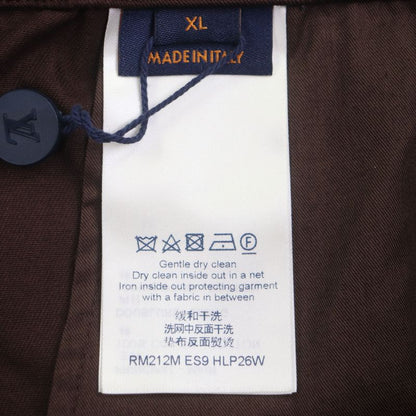 XL
MADE IN ITALY
LV
F
Gentle dry clean
Dry clean inside out in a net
Iron inside out protecting garment
with a fabric in between
缓和干洗
洗网中反面干洗
垫布反面熨烫
RM212M ES9 HLP26W